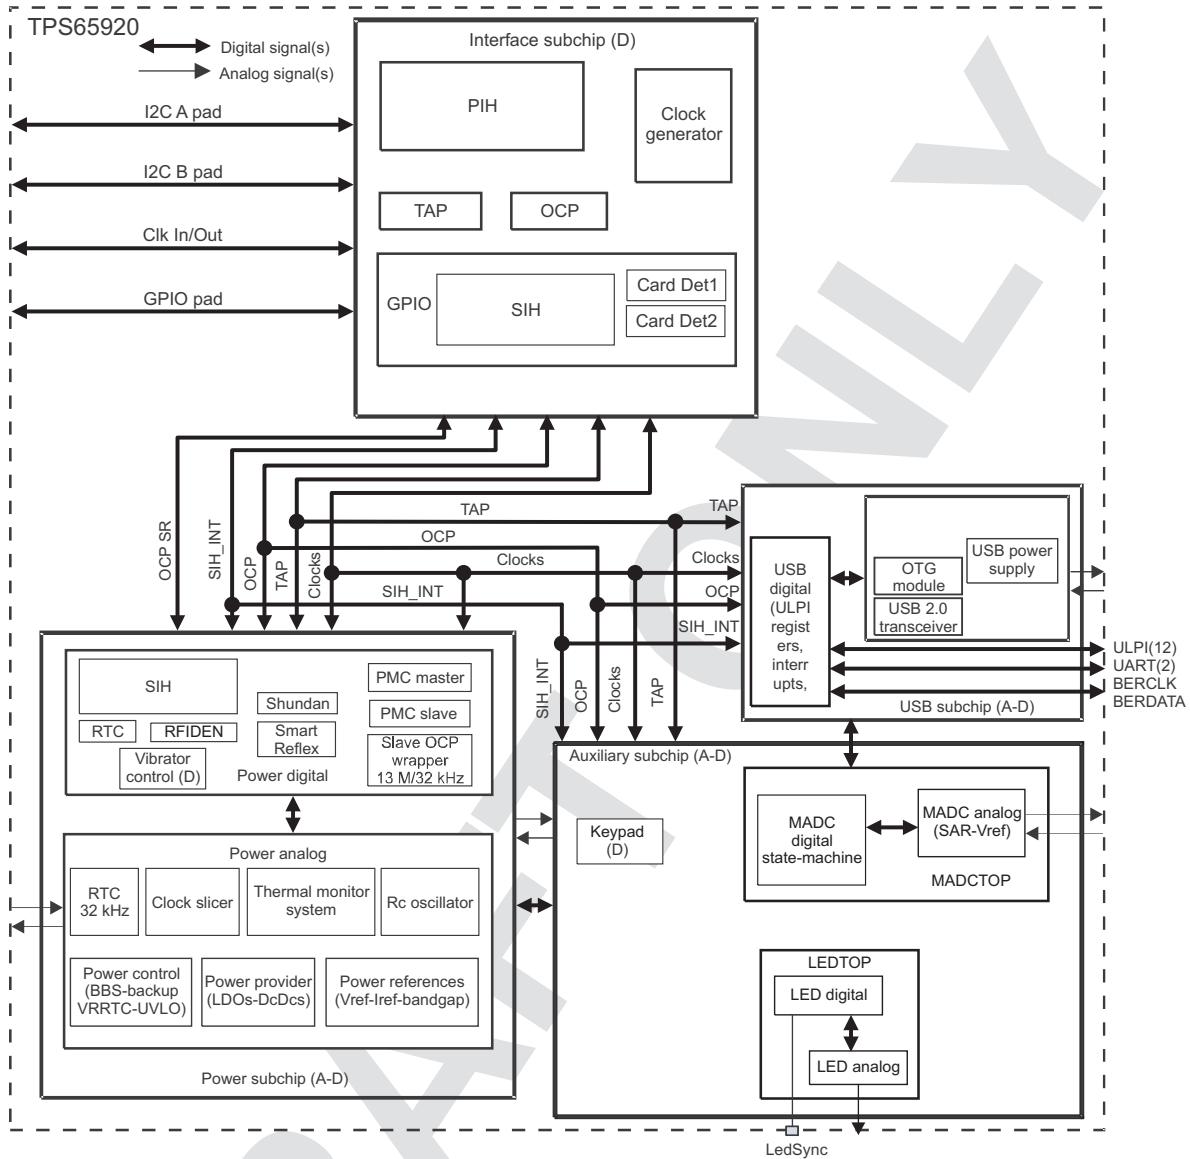 TPS65920
Digital signal(s)
Analog signal(s)
Interface subchip (D)
PIH
Clock
generator
I2C A pad
I2C B pad
Clk In/Out
GPIO pad
TAP
OCP
GPIO
SIH
Card Det1
Card Det2
OCP SR
SIH_INT
OCP
TAP
Clocks
TAP
OCP
Clocks
SIH_INT
TAP
Clocks
OCP
SIH_INT
SIH_INT
OCP
Clocks
TAP
USB
digital
(ULPI
regist
ers,
interr
upts,
OTG
module
USB power
supply
USB 2.0
transceiver
USB subchip (A-D)
ULPI(12)
UART(2)
BERCLK
BERDATA
SIH
RTC
RFIDEN
Vibrator
control (D)
Shundan
Smart
Reflex
PMC master
PMC slave
Slave OCP
wrapper
13 M/32 kHz
Power digital
Power analog
RTC
32 kHz
Clock slicer
Thermal monitor
system
Rc oscillator
Power control
(BBS-backup
VRRTC-UVLO)
Power provider
(LDOs-DcDcs)
Power references
(Vref-Iref-bandgap)
Power subchip (A-D)
Auxiliary subchip (A-D)
Keypad
(D)
MADC
digital
state-machine
MADC analog
(SAR-Vref)
MADCTOP
LEDTOP
LED digital
LED analog
LedSync
DRAFT ONLY